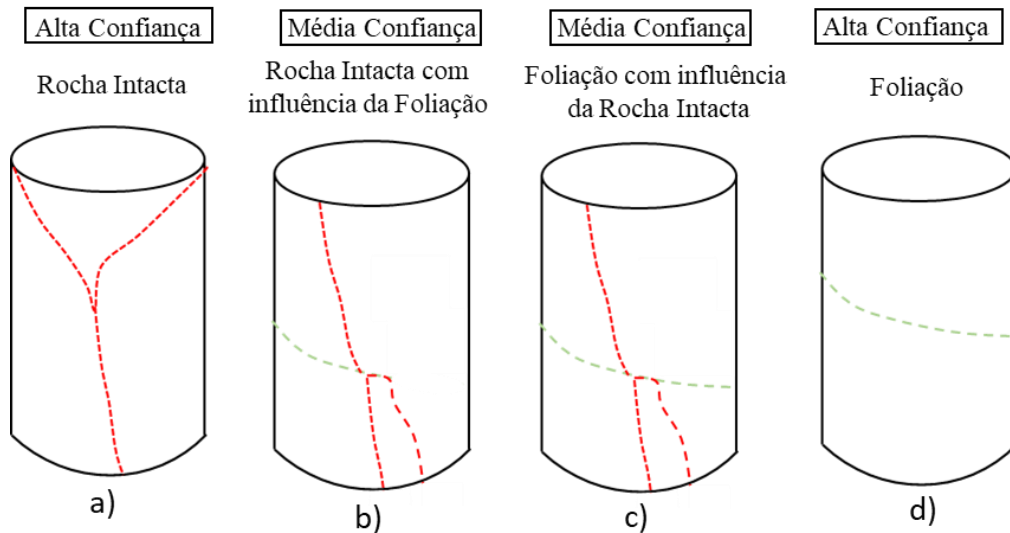 Alta Confiança
Rocha Intacta
a)
Média Confiança
Rocha Intacta com
influência da Foliação
b)
Média Confiança
Foliação com influência
da Rocha Intacta
c)
Alta Confiança
Foliação
d)